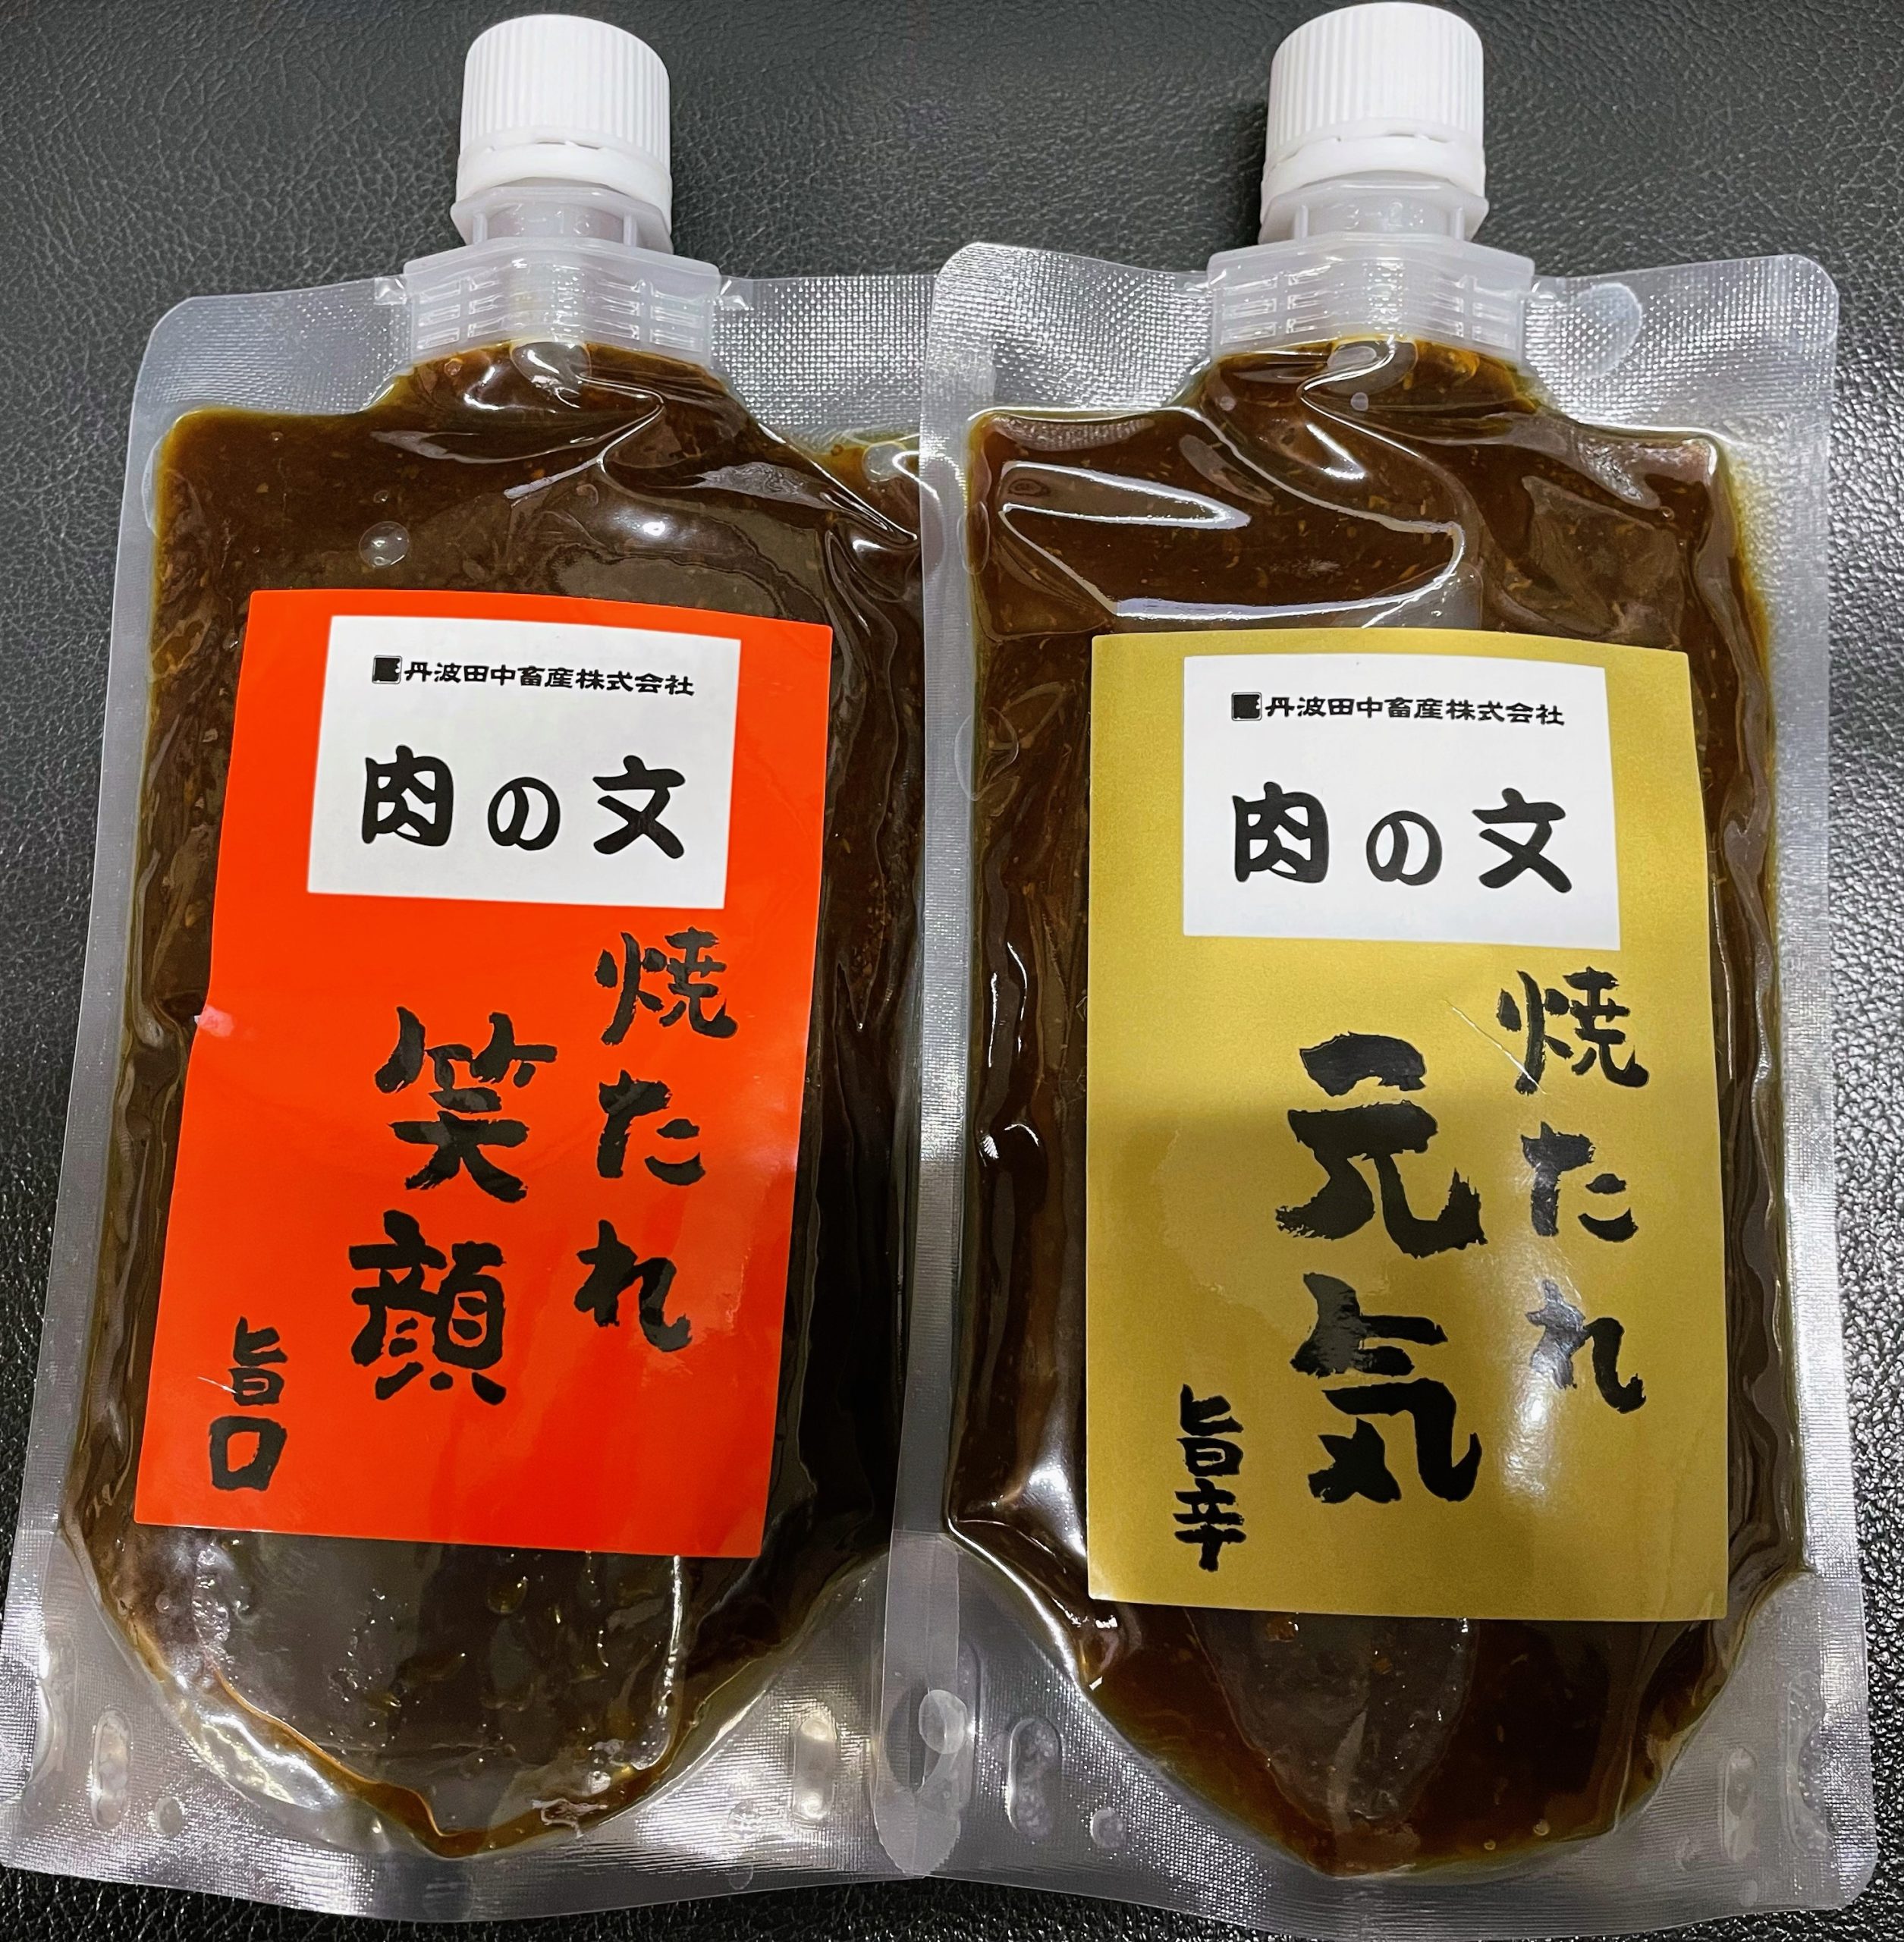 丹波田中畜産株式会社
肉の文
焼たれ
笑顔
旨口
丹波田中畜産株式会社
肉の文
焼たれ
元気
旨辛